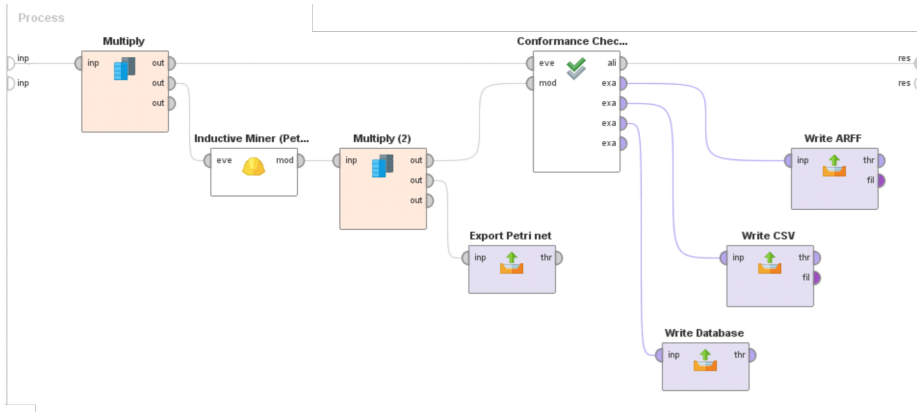 Process
Multiply
Conformance Chec...
inp
inp
out
eve
ali
res
inp
out
mod
exa
res
out
exa
Inductive Miner (Pet...
Multiply (2)
exa
Write ARFF
eve
mod
inp
out
exa
inp
thr
out
fil
out
Export Petri net
Write CSV
inp
thr
inp
thr
fil
Write Database
inp
thr